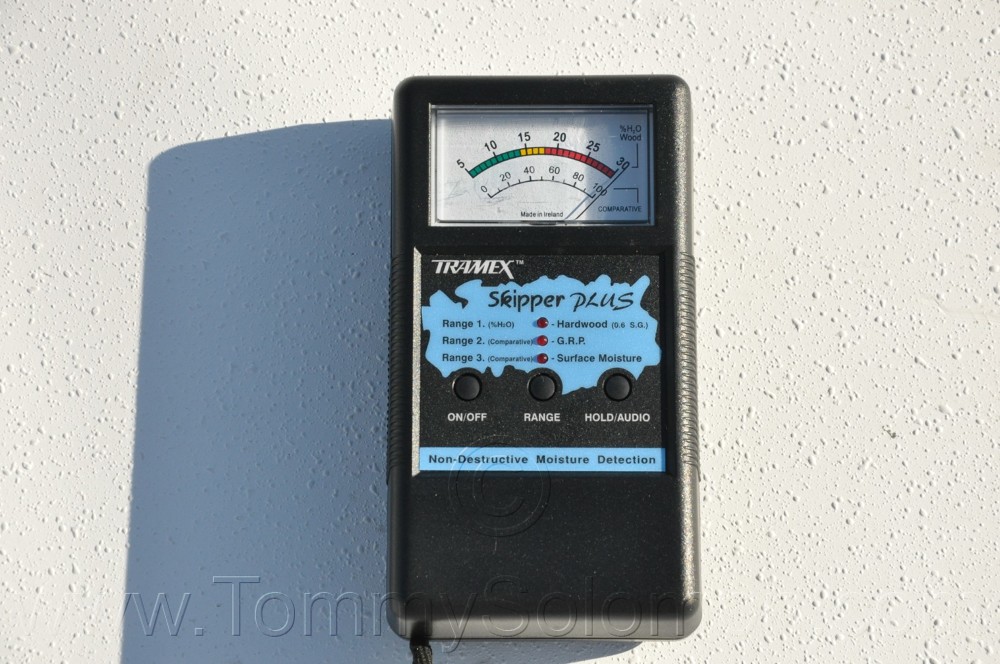 %H₂O
Wood
5 10 15 20 25 30
0 20 40 60 80 100
COMPARATIVE
Made in Ireland
TRAMEX™
Skipper PLUS
Range 1. (%H₂O) - Hardwood (0.6 S.G.)
Range 2. (Comparative) - G.R.P.
Range 3. (Comparative) - Surface Moisture
ON/OFF RANGE HOLD/AUDIO
Non-Destructive Moisture Detection
©
w.TommySolom